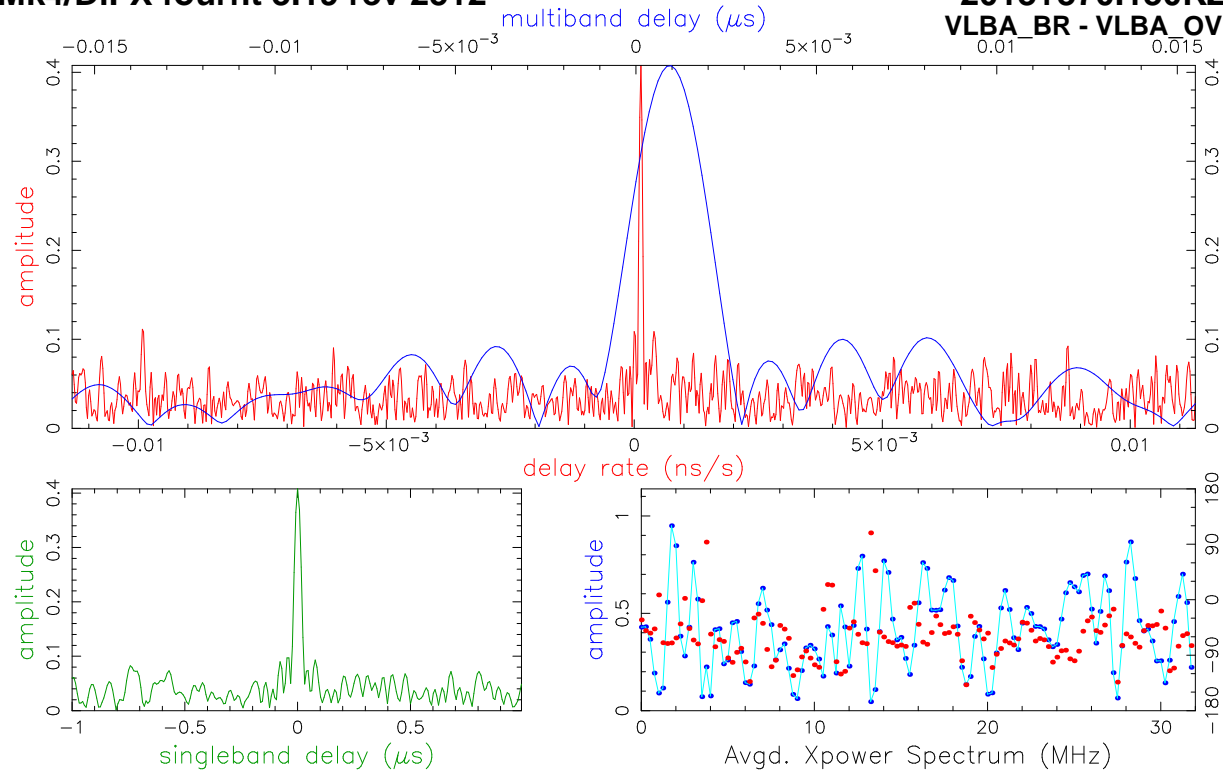 multiband delay (μs)
VLBA_BR - VLBA_OV
−0.015 −0.01 −5×10⁻³ 0 5×10⁻³ 0.01 0.015
amplitude
0 0.1 0.2 0.3 0.4
0 0.1 0.2 0.3 0.4
−0.01 −5×10⁻³ 0 5×10⁻³ 0.01
delay rate (ns/s)
amplitude
0 0.1 0.2 0.3 0.4
−1 −0.5 0 0.5
singleband delay (μs)
amplitude
0 0.5 1
−180 −90 0 90 180
0 10 20 30
Avgd. Xpower Spectrum (MHz)